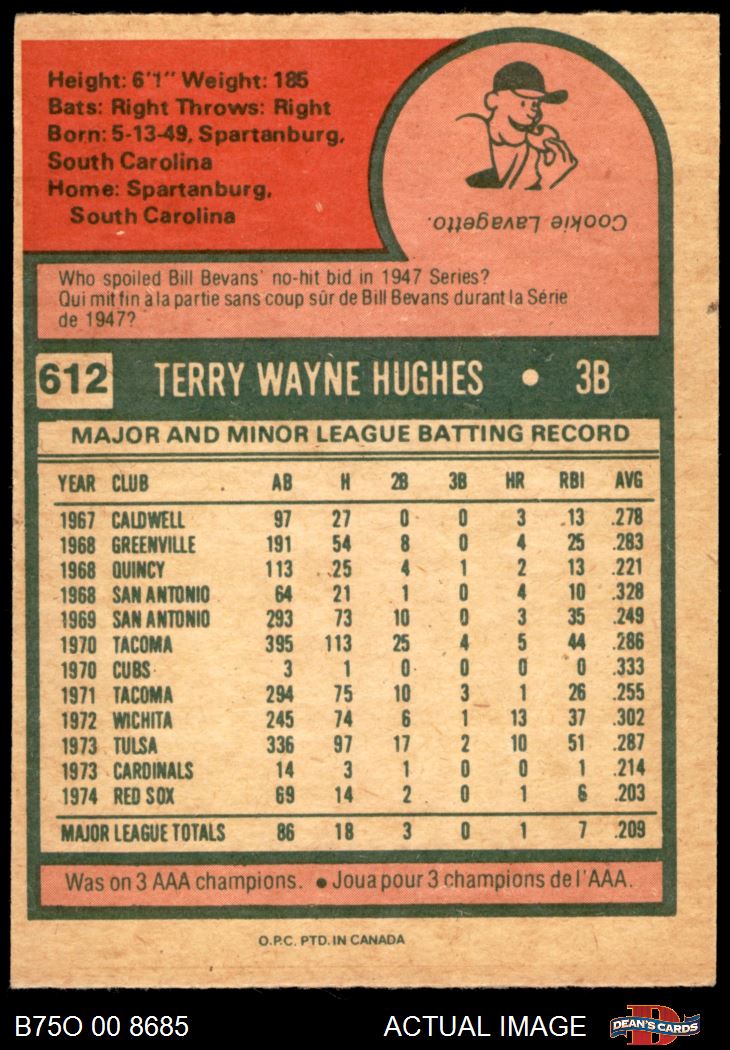 Height: 6'1" Weight: 185
Bats: Right Throws: Right
Born: 5-13-49, Spartanburg,
South Carolina
Home: Spartanburg,
South Carolina
Cookie Lavagetto.
Who spoiled Bill Bevans' no-hit bid in 1947 Series?
Qui mit fin à la partie sans coup sûr de Bill Bevans durant la Série
de 1947?
612 TERRY WAYNE HUGHES • 3B
MAJOR AND MINOR LEAGUE BATTING RECORD
YEAR CLUB AB H 2B 3B HR RBI AVG
1967 CALDWELL 97 27 0 0 3 13 .278
1968 GREENVILLE 191 54 8 0 4 25 .283
1968 QUINCY 113 25 4 1 2 13 .221
1968 SAN ANTONIO 64 21 1 0 4 10 .328
1969 SAN ANTONIO 293 73 10 0 3 35 .249
1970 TACOMA 395 113 25 4 5 44 .286
1970 CUBS 3 1 0 0 0 0 .333
1971 TACOMA 294 75 10 3 1 26 .255
1972 WICHITA 245 74 6 1 13 37 .302
1973 TULSA 336 97 17 2 10 51 .287
1973 CARDINALS 14 3 1 0 0 1 .214
1974 RED SOX 69 14 2 0 1 6 .203
MAJOR LEAGUE TOTALS 86 18 3 0 1 7 .209
Was on 3 AAA champions. • Joua pour 3 champions de l'AAA.
O.P.C. PTD. IN CANADA
B75O 00 8685 ACTUAL IMAGE
D
DEAN'S CARDS